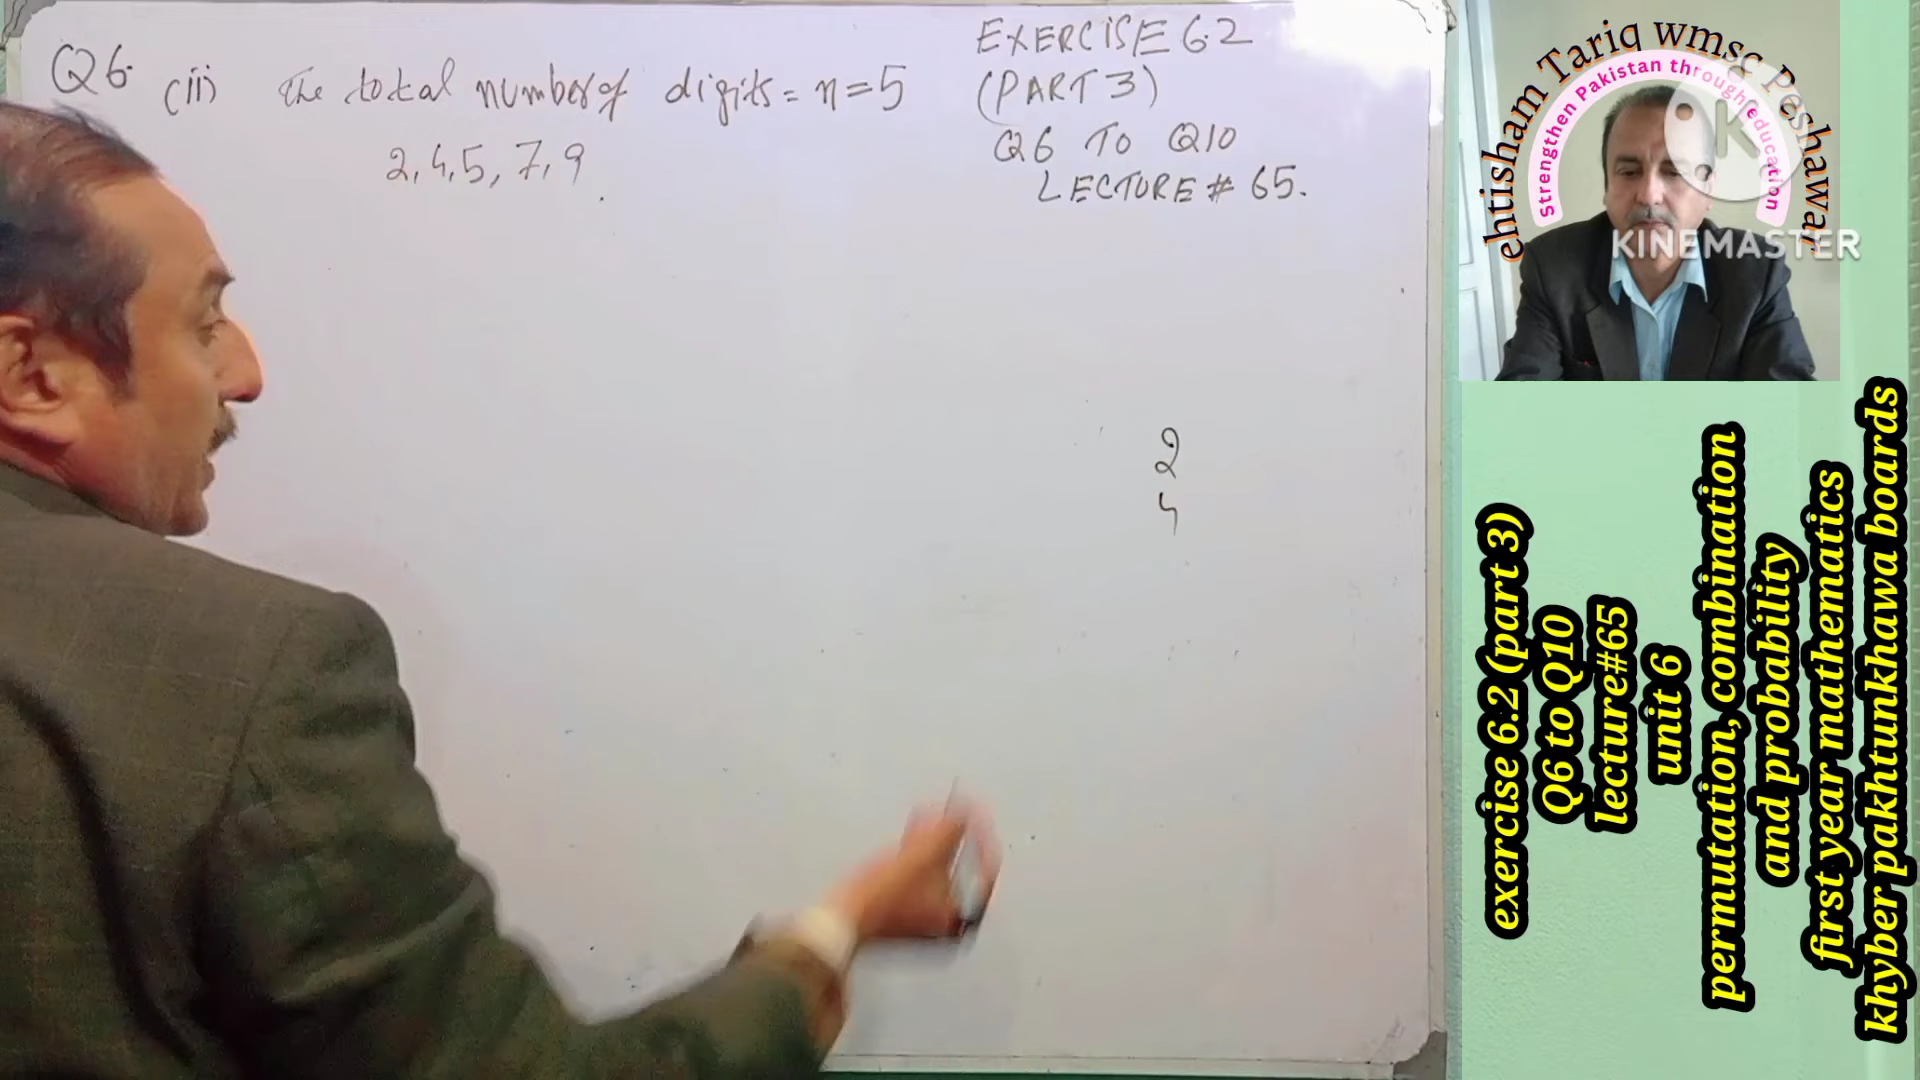 Q6. (ii) The total number of digits = n = 5
2, 4, 5, 7, 9
EXERCISE 6.2
(PART 3)
Q6 TO Q10
LECTURE # 65.
2
4
ehtisham Tariq wmsc Peshawar
Strengthen Pakistan through education
K
KINEMASTER
exercise 6.2 (part 3)
Q6 to Q10
lecture#65
unit 6
permutation, combination
and probability
first year mathematics
khyber pakhtunkhawa boards